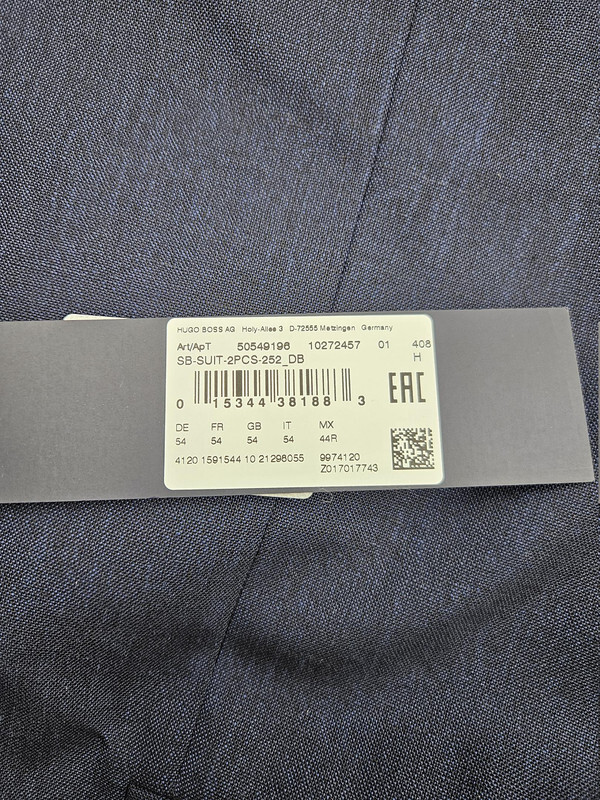 HUGO BOSS AG Holy-Allee 3 D-72555 Metzingen Germany
Art/ApT 50549196 10272457 01 408
SB-SUIT-2PCS-252_DB H
EAC
0 15344 38188 3
DE FR GB IT MX
54 54 54 54 44R
4120 1591544 10 21298055 9974120
Z017017743